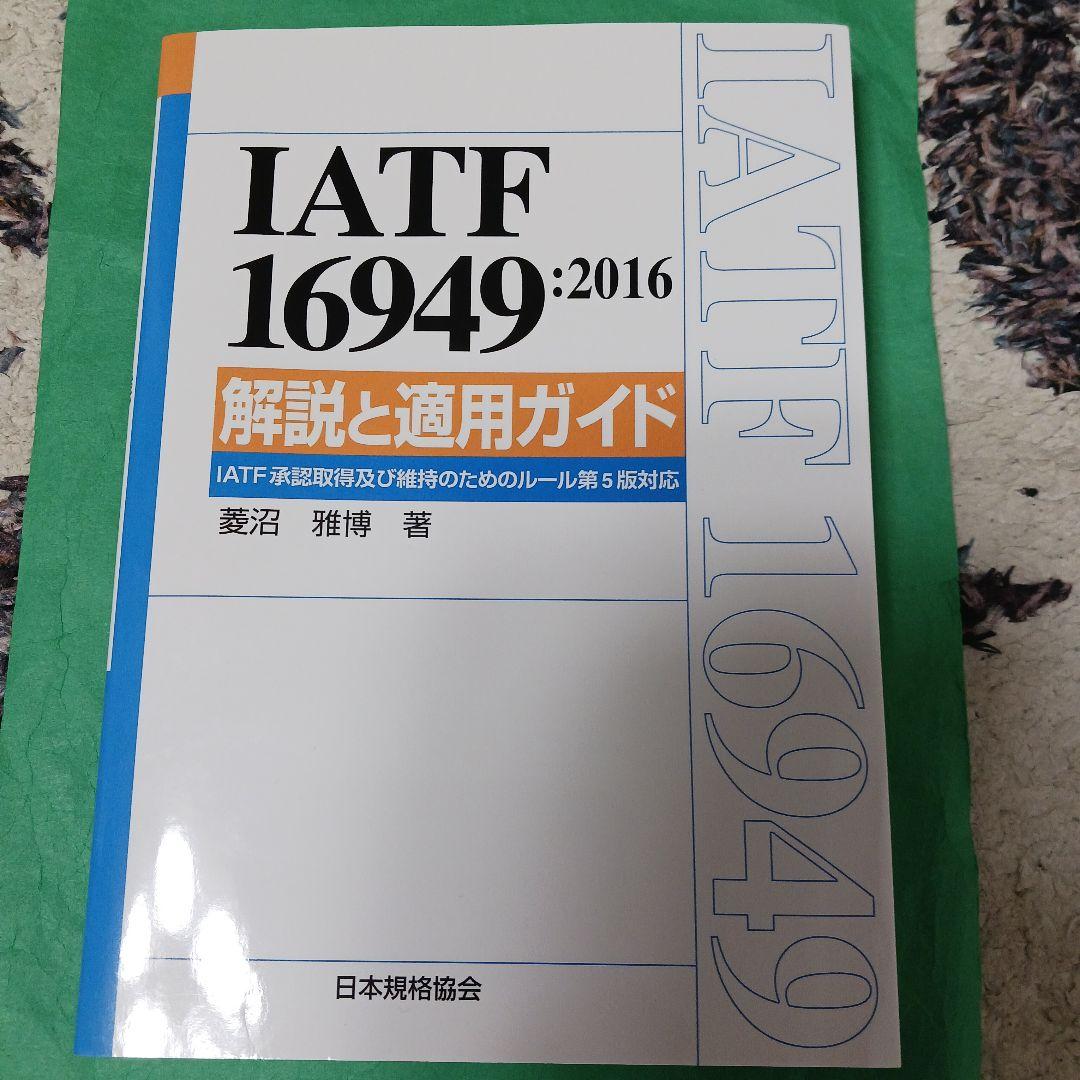 IATF
16949:2016
解説と適用ガイド
IATF承認取得及び維持のためのルール第5版対応
菱沼 雅博 著
日本規格協会
IATF 16949